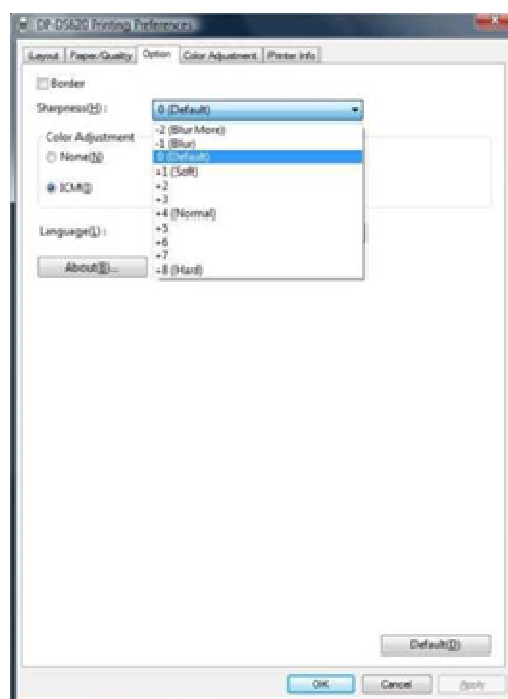 DP-DS620 Printing Preferences
Layout Paper/Quality Option Color Adjustment Printer Info
Border
Sharpness(H) : 0 (Default)
-2 (Blur More)
-1 (Blur)
0 (Default)
+1 (Soft)
+2
+3
+4 (Normal)
+5
+6
+7
+8 (Hard)
Color Adjustment
None(N)
ICM(I)
Language(L) :
About(B)...
Default(D)
OK Cancel Apply